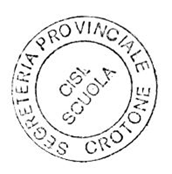 SEGRETERIA PROVINCIALE
CISL
SCUOLA
CROTONE